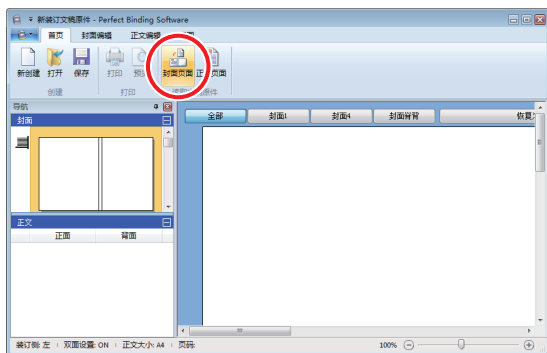 新装订文稿原件 - Perfect Binding Software
首页 封面编辑 正文编辑
新创建 打开 保存 打印 封面页面 正 页面
创建 打印 原件
导航
封面
全部 封面1 封面4 封面脊背 恢复
正文
正面 背面
装订侧: 左 双面设置: ON 正文大小: A4 页码:
100%